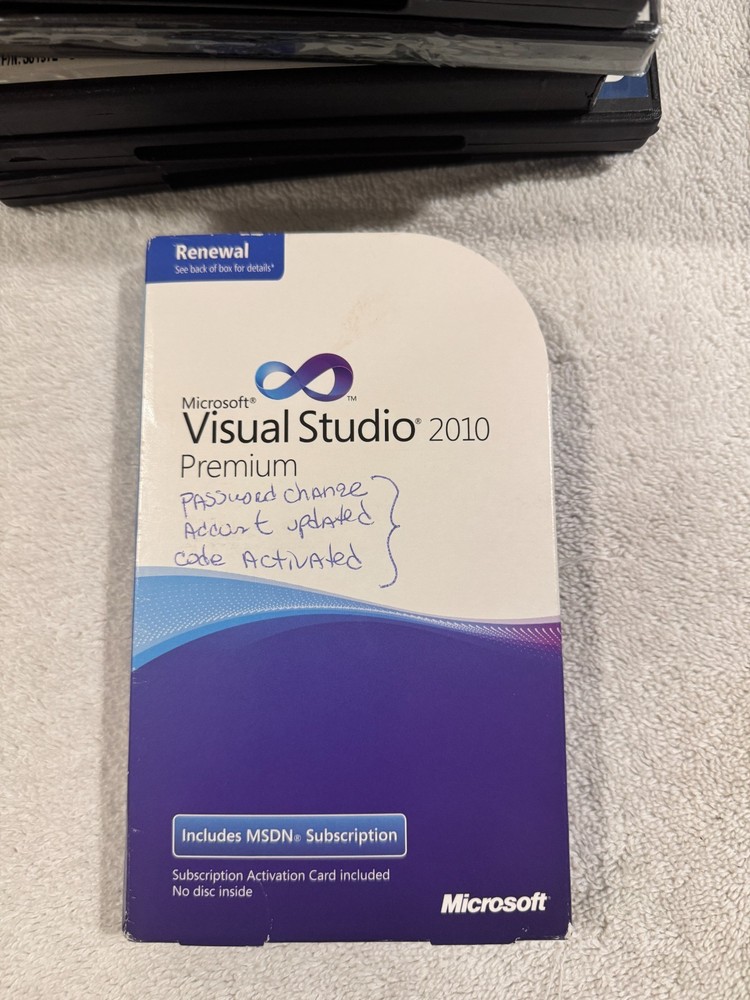 Renewal
See back of box for details*
Microsoft®
Visual Studio® 2010
Premium
PASSWORD CHANGE
Account updated
code Activated
Includes MSDN® Subscription
Subscription Activation Card included
No disc inside
Microsoft®